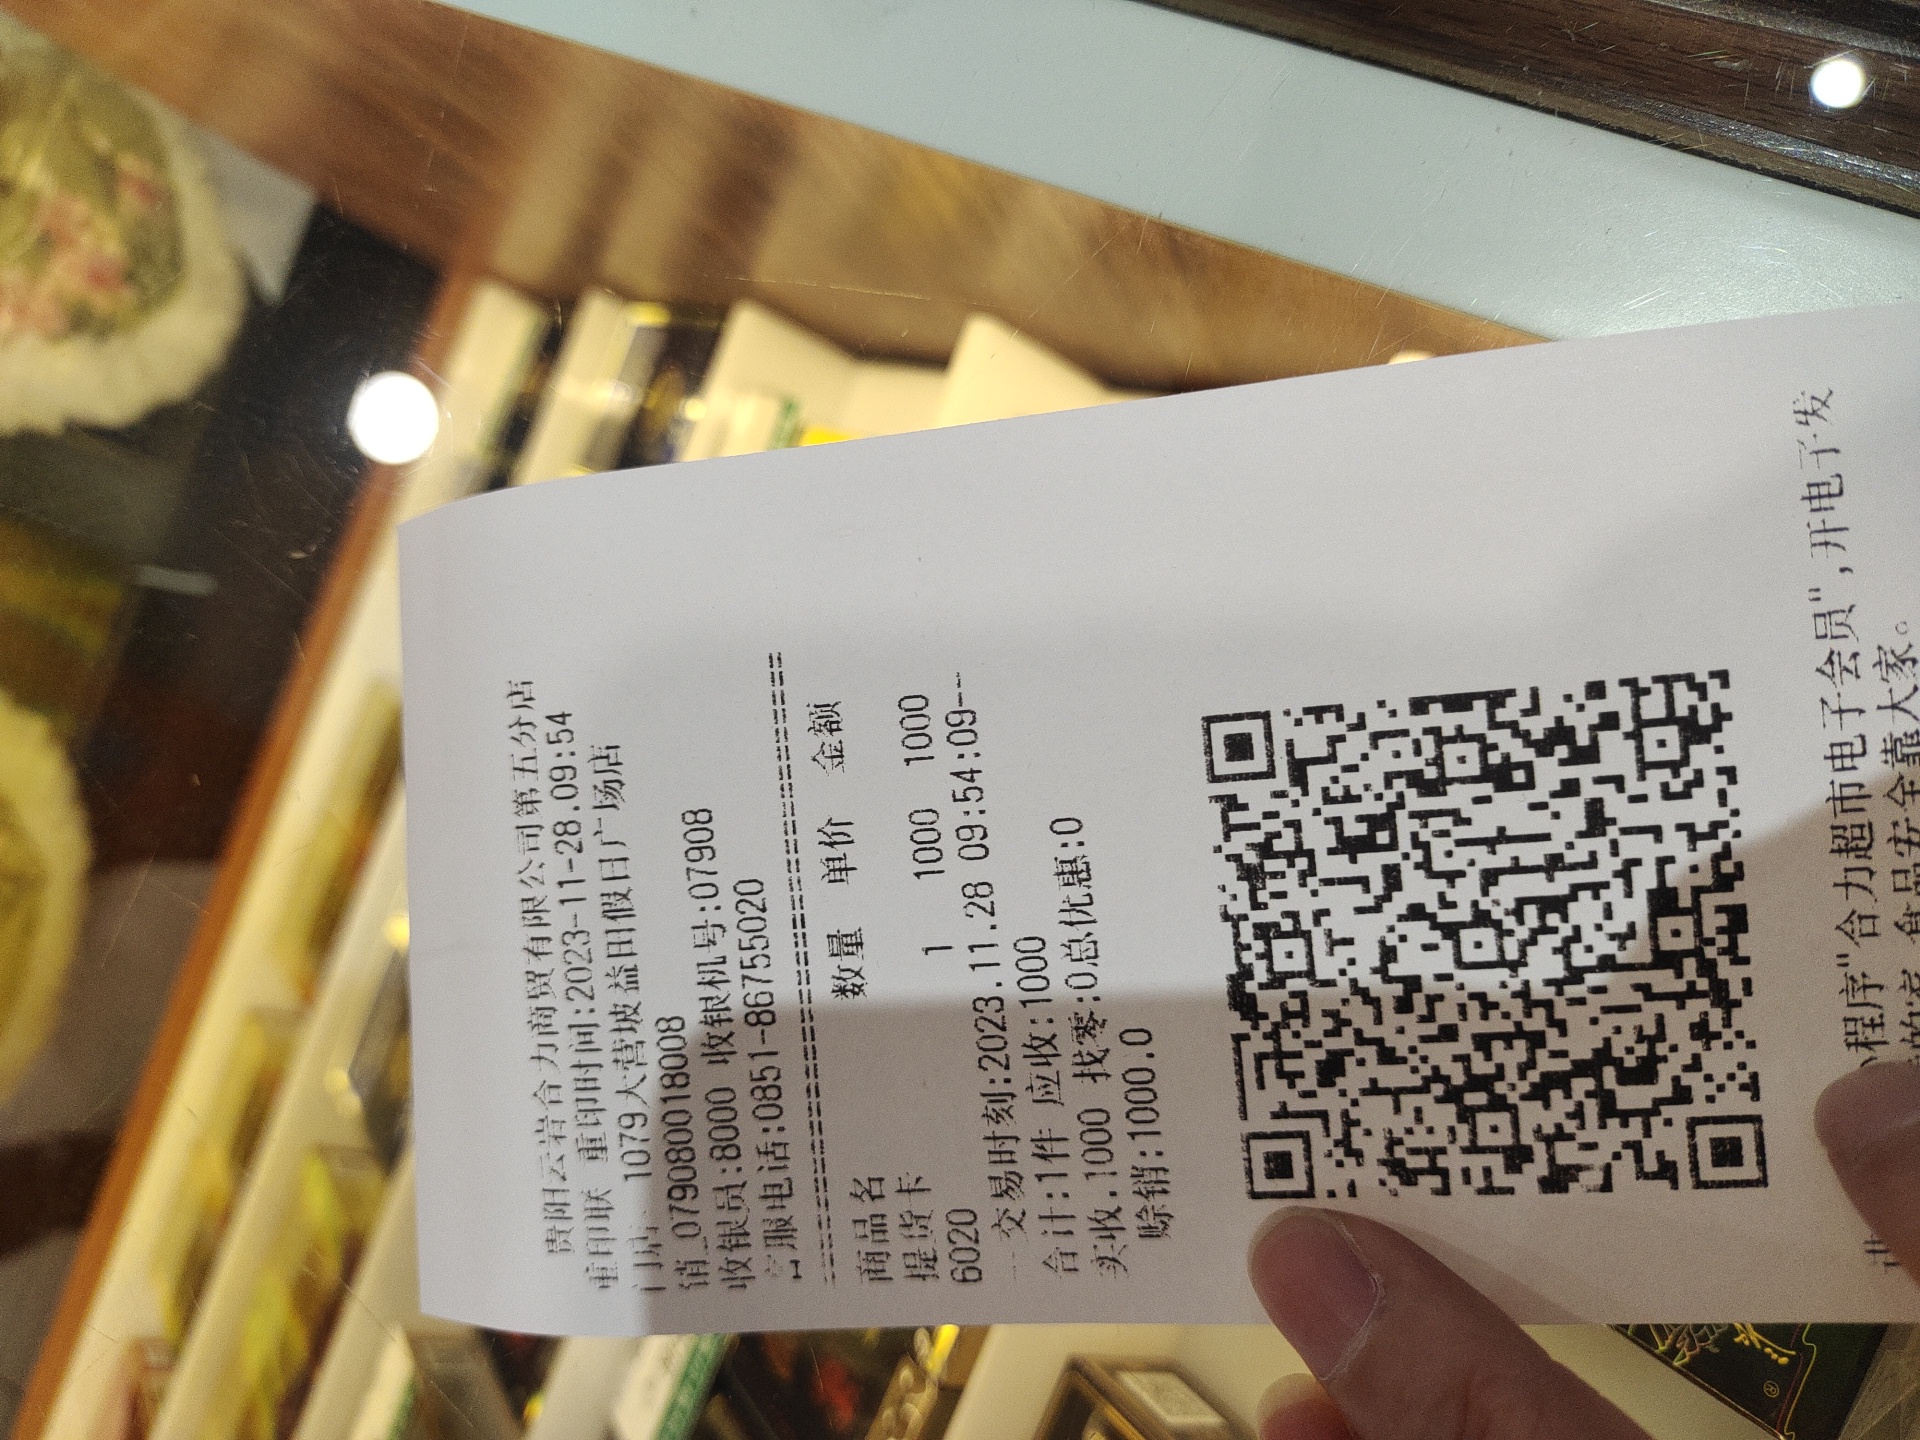 贵阳云岩合力商贸有限公司第五分店
重印联 重印时间:2023-11-28.09:54
门店: 1079大营坡益田假日广场店
销_079080018008
收银员:8000 收银机号:07908
客服电话:0851-86755020
商品名 数量 单价 金额
提货卡
6020 1 1000 1000
交易时刻:2023.11.28 09:54:09--
合计:1件 应收:1000
实收.1000 找零:0总优惠:0
赊销:1000.0
程序"合力超市电子会员",开电子发
的家,食品安全靠大家。